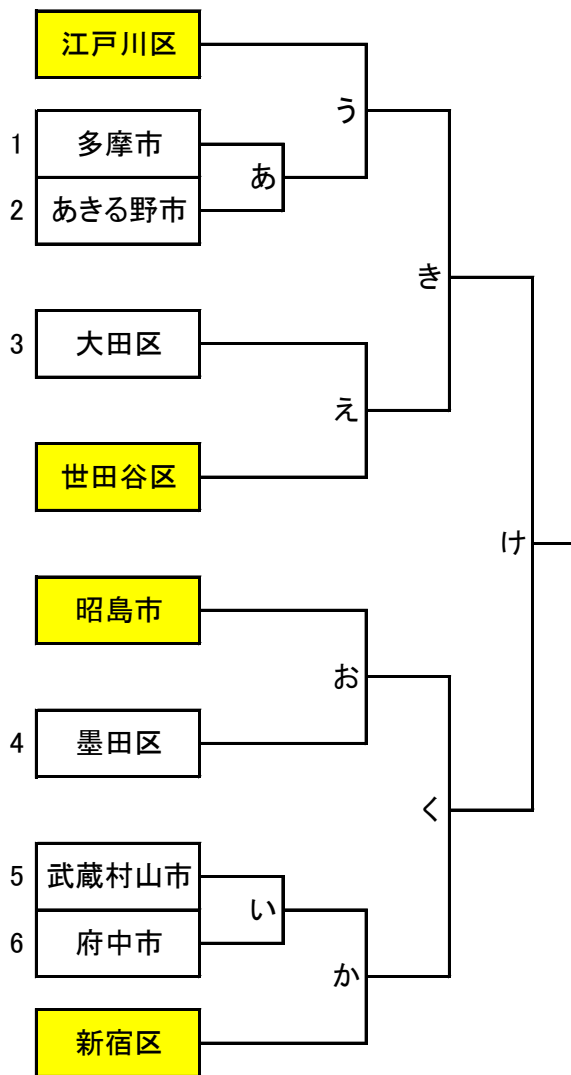 江戸川区
う
1 多摩市
あ
2 あきる野市
き
3 大田区
え
世田谷区
け
昭島市
お
4 墨田区
く
5 武蔵村山市
い
6 府中市
か
新宿区